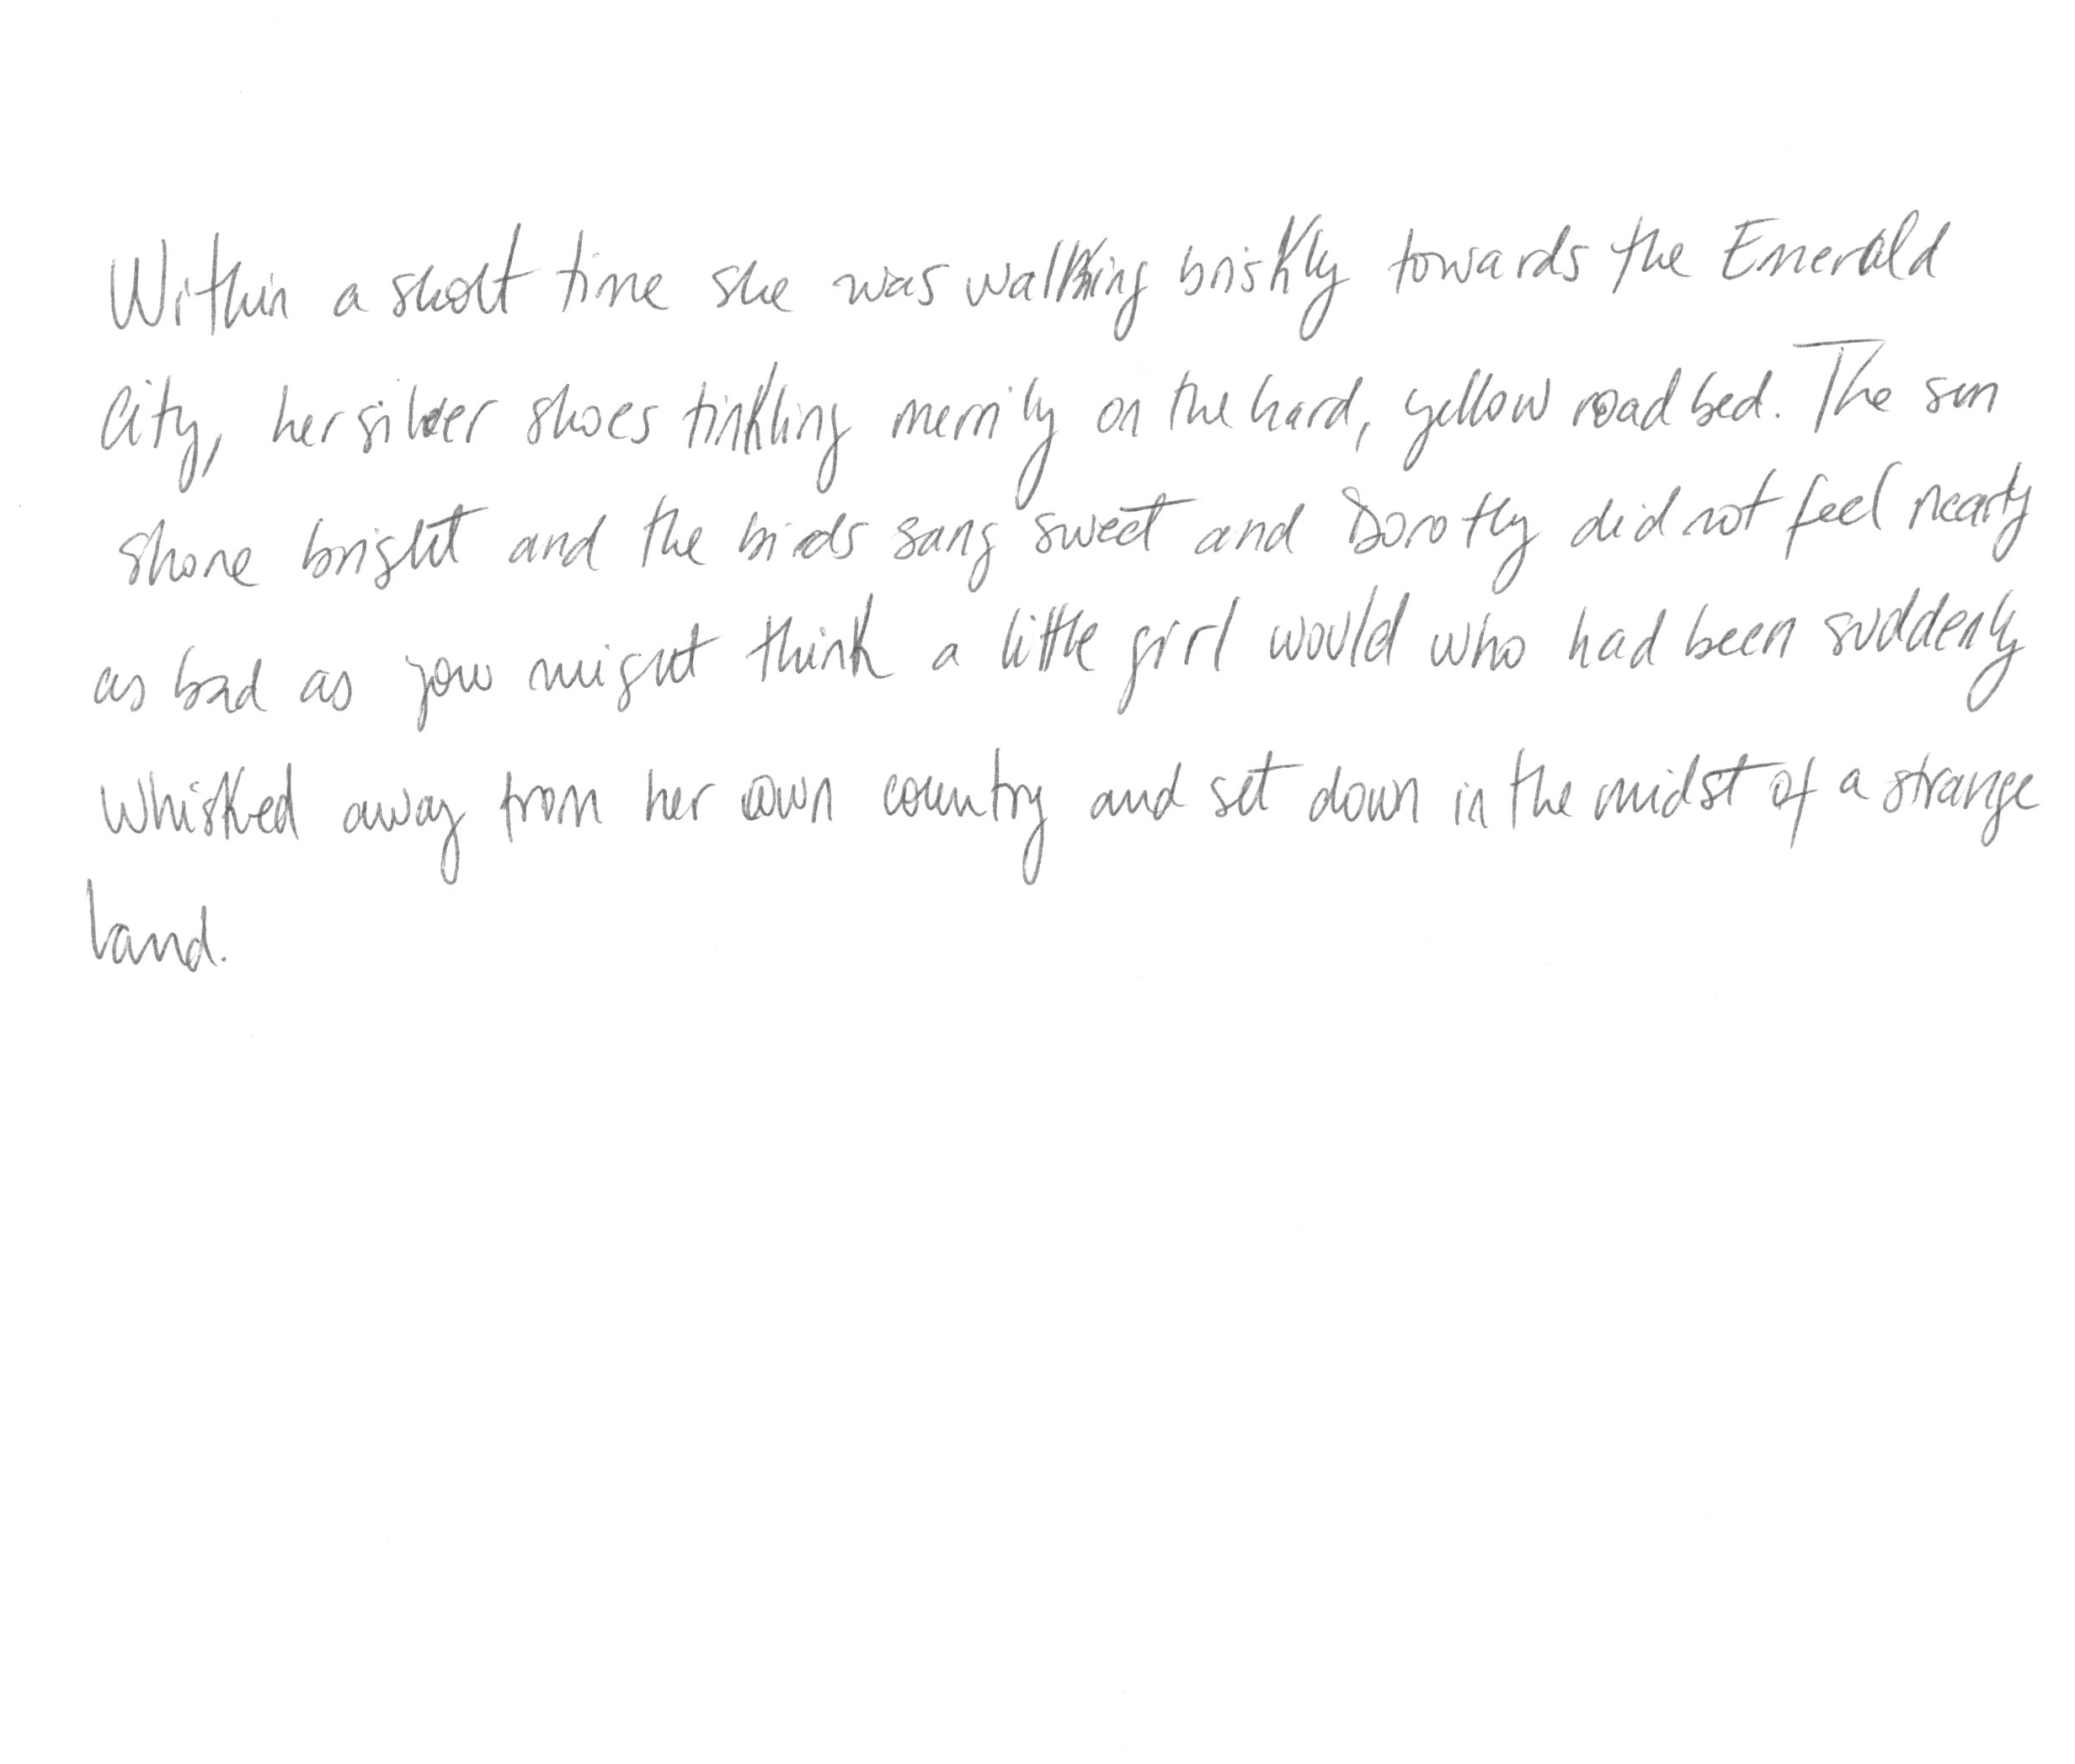 Within a short time she was walking briskly towards the Emerald
City, her silver shoes tinkling merrily on the hard, yellow road bed. The sun
shone bright and the birds sang sweet and Dorothy did not feel nearly
as bad as you might think a little girl would who had been suddenly
whisked away from her own country and set down in the midst of a strange
land.